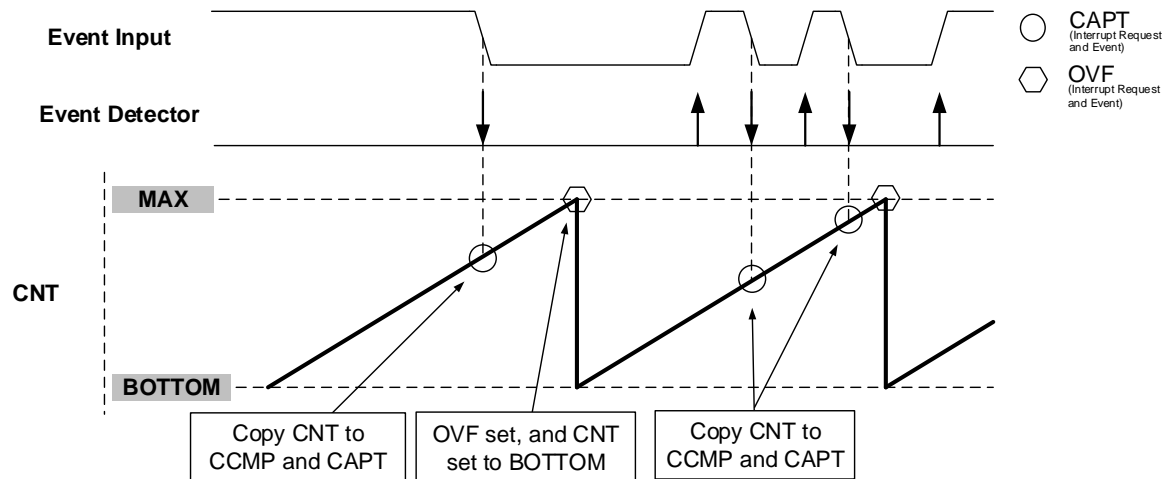 Event Input
CAPT
(Interrupt Request
and Event)
OVF
(Interrupt Request
and Event)
Event Detector
MAX
CNT
BOTTOM
Copy CNT to
CCMP and CAPT
OVF set, and CNT
set to BOTTOM
Copy CNT to
CCMP and CAPT